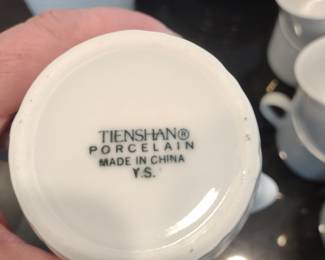 TIENSHAN®
PORCELAIN
MADE IN CHINA
Y.S.